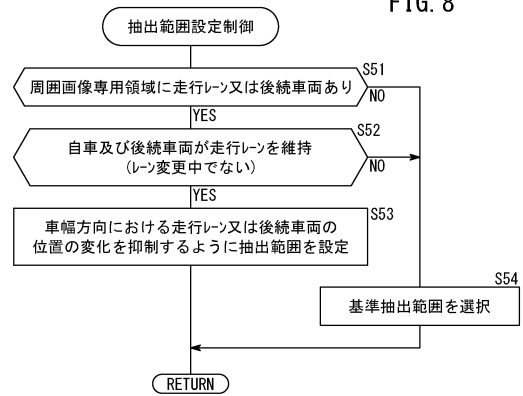 FIG. 8
抽出範囲設定制御
S51
周囲画像専用領域に走行レーン又は後続車両あり
NO
YES
S52
自車及び後続車両が走行レーンを維持
(レーン変更中でない)
NO
YES
S53
車幅方向における走行レーン又は後続車両の
位置の変化を抑制するように抽出範囲を設定
S54
基準抽出範囲を選択
RETURN